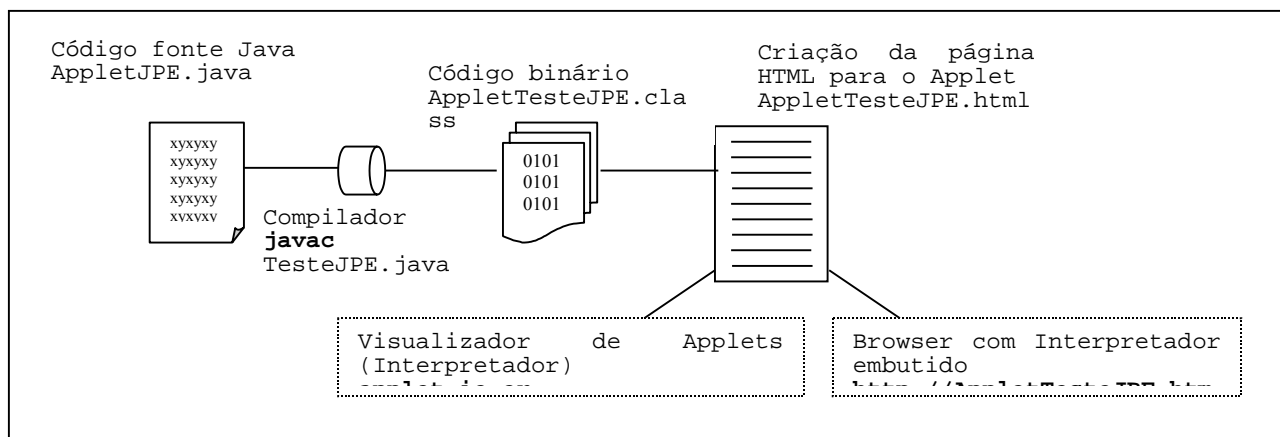 Código fonte Java
AppletJPE.java
xyxyxy
xyxyxy
xyxyxy
xyxyxy
xyxyxy
Compilador
javac
TesteJPE.java
Código binário
AppletTesteJPE.cla
ss
0101
0101
0101
Criação da página
HTML para o Applet
AppletTesteJPE.html
Visualizador de Applets
(Interpretador)
Browser com Interpretador
embutido